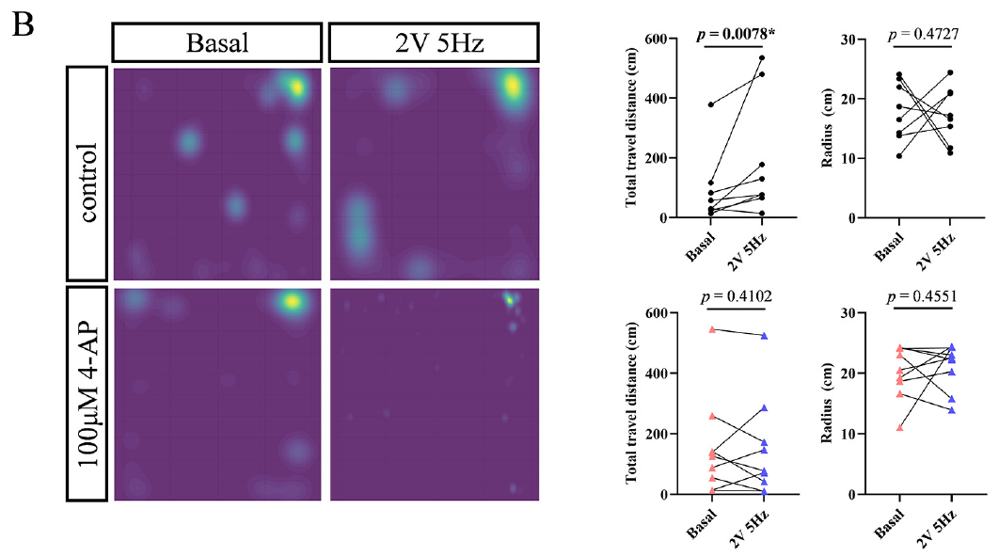 B
Basal
2V 5Hz
control
100μM 4-AP
p = 0.0078*
Total travel distance (cm)
600
400
200
0
Basal
2V 5Hz
p = 0.4727
Radius (cm)
30
20
10
0
Basal
2V 5Hz
p = 0.4102
Total travel distance (cm)
600
400
200
0
Basal
2V 5Hz
p = 0.4551
Radius (cm)
30
20
10
0
Basal
2V 5Hz